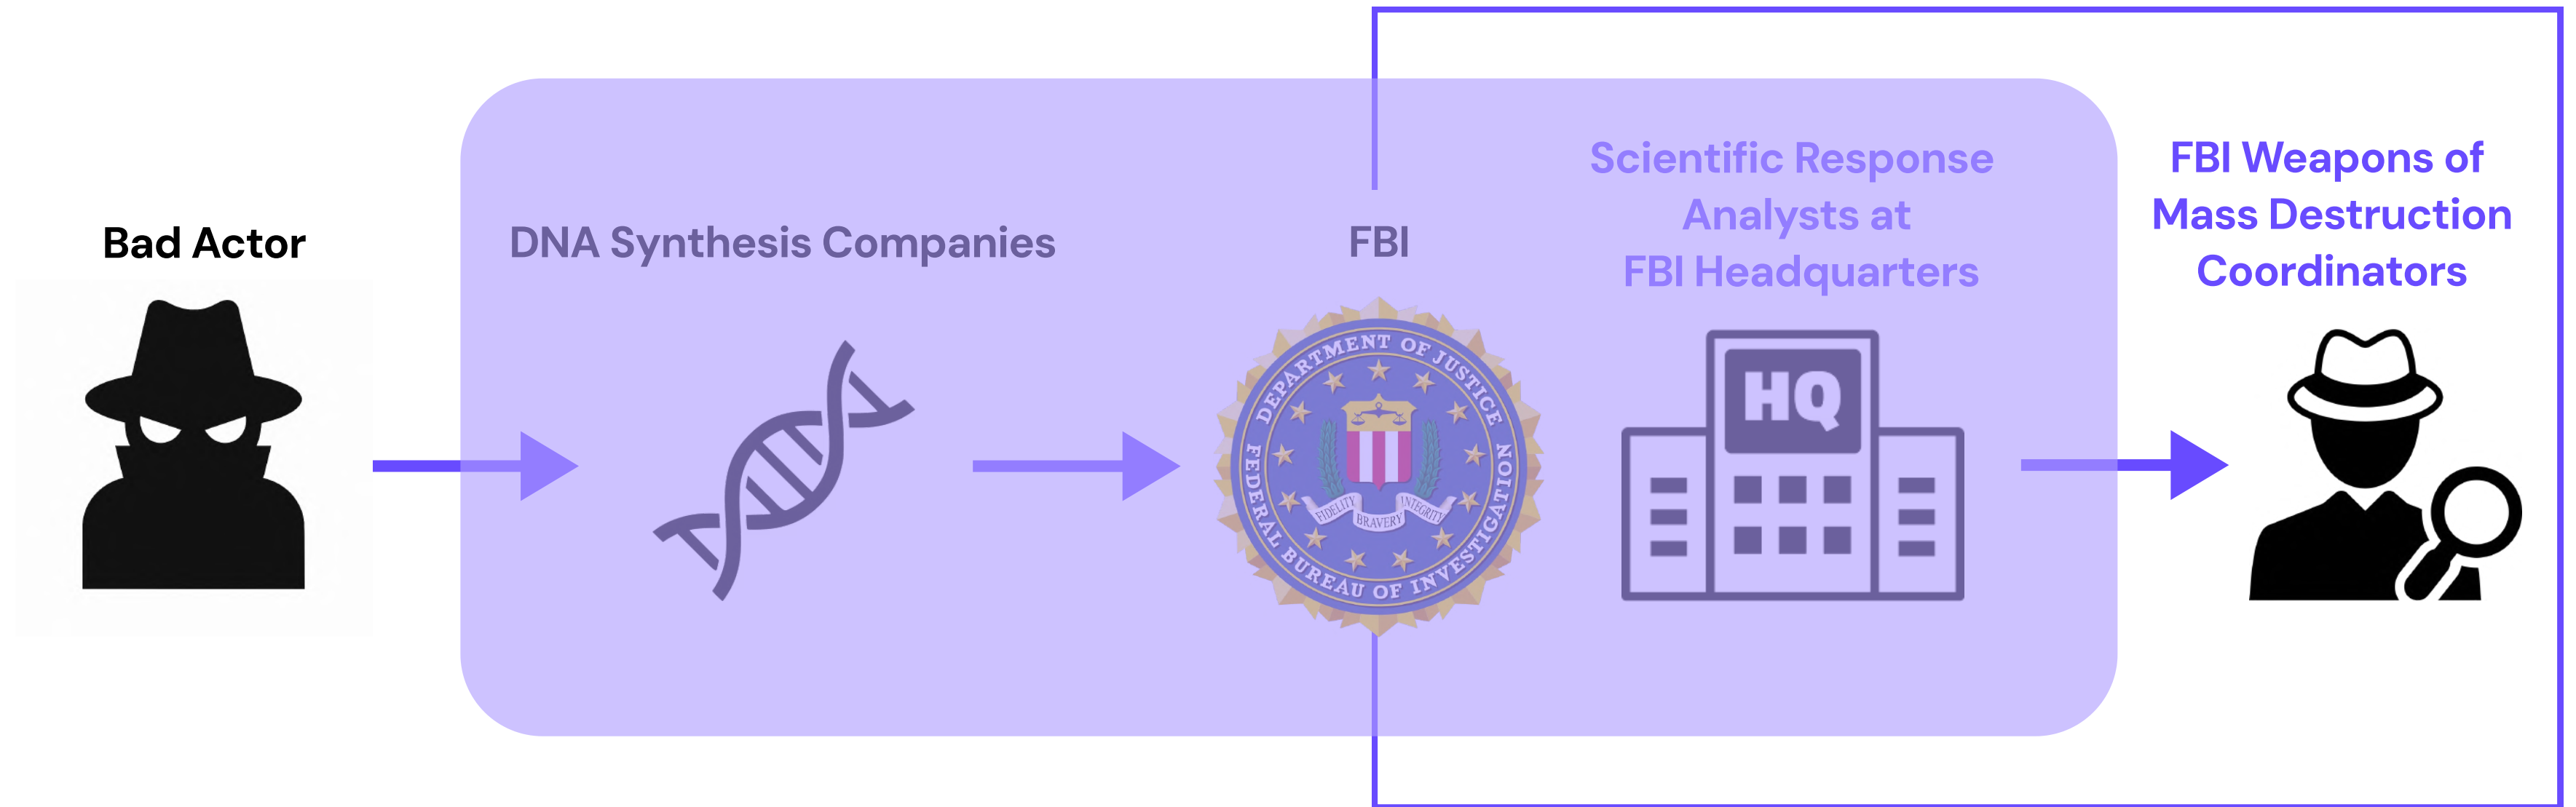 Bad Actor
DNA Synthesis Companies
FBI
DEPARTMENT OF JUSTICE
FEDERAL BUREAU OF INVESTIGATION
FIDELITY
BRAVERY
INTEGRITY
Scientific Response
Analysts at
FBI Headquarters
HQ
FBI Weapons of
Mass Destruction
Coordinators